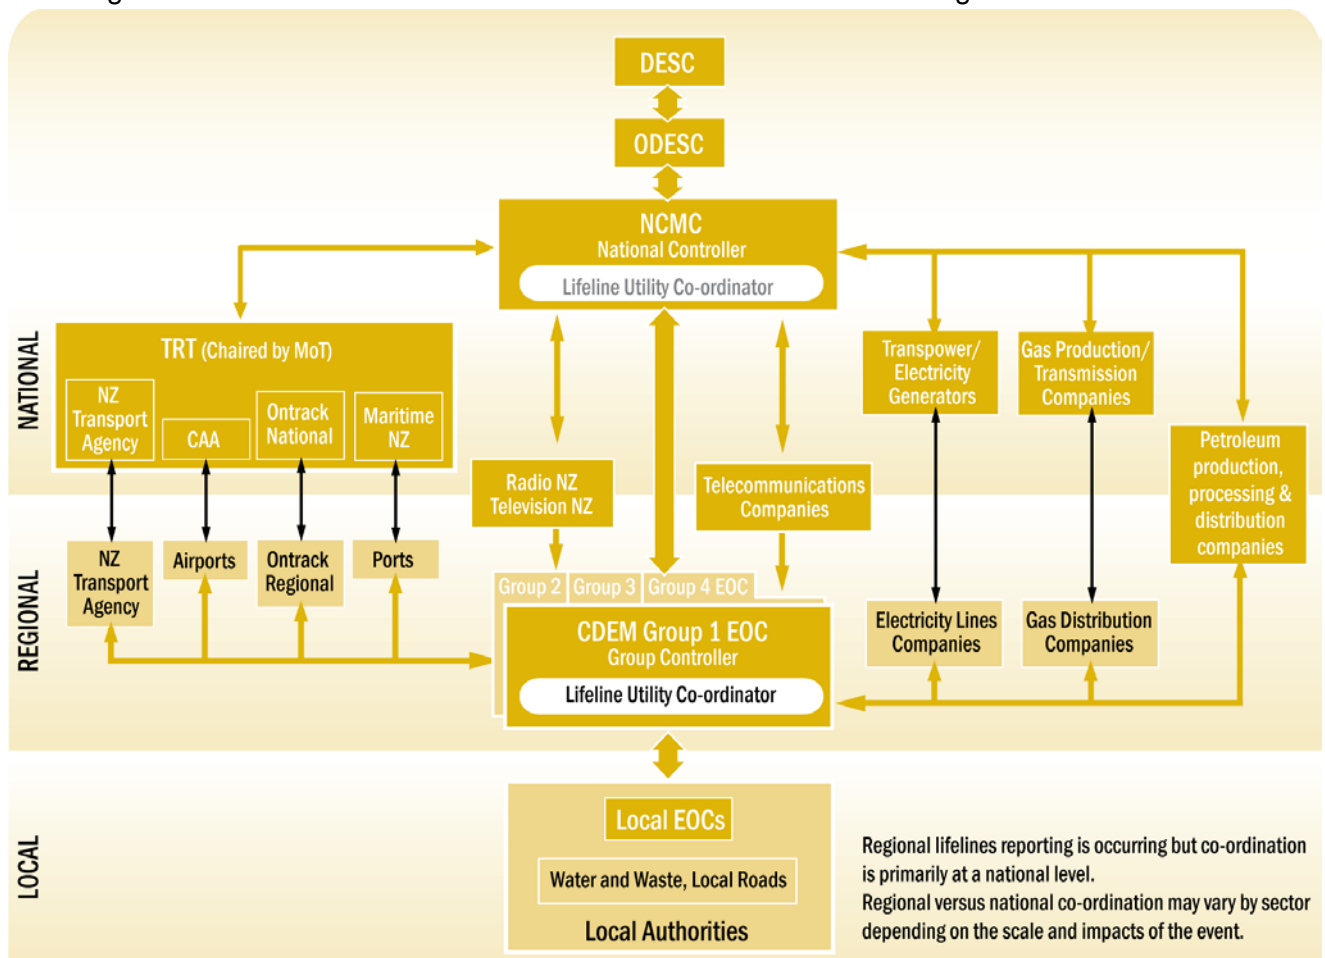 DESC
ODESC
NCMC
National Controller
Lifeline Utility Co-ordinator
NATIONAL
TRT (Chaired by MoT)
NZ
Transport
Agency
CAA
Ontrack
National
Maritime
NZ
Radio NZ
Television NZ
Telecommunications
Companies
Transpower/
Electricity
Generators
Gas Production/
Transmission
Companies
Petroleum
production,
processing &
distribution
companies
REGIONAL
NZ
Transport
Agency
Airports
Ontrack
Regional
Ports
Group 2
Group 3
Group 4 EOC
CDEM Group 1 EOC
Group Controller
Lifeline Utility Co-ordinator
Electricity Lines
Companies
Gas Distribution
Companies
LOCAL
Local EOCs
Water and Waste, Local Roads
Local Authorities
Regional lifelines reporting is occurring but co-ordination
is primarily at a national level.
Regional versus national co-ordination may vary by sector
depending on the scale and impacts of the event.